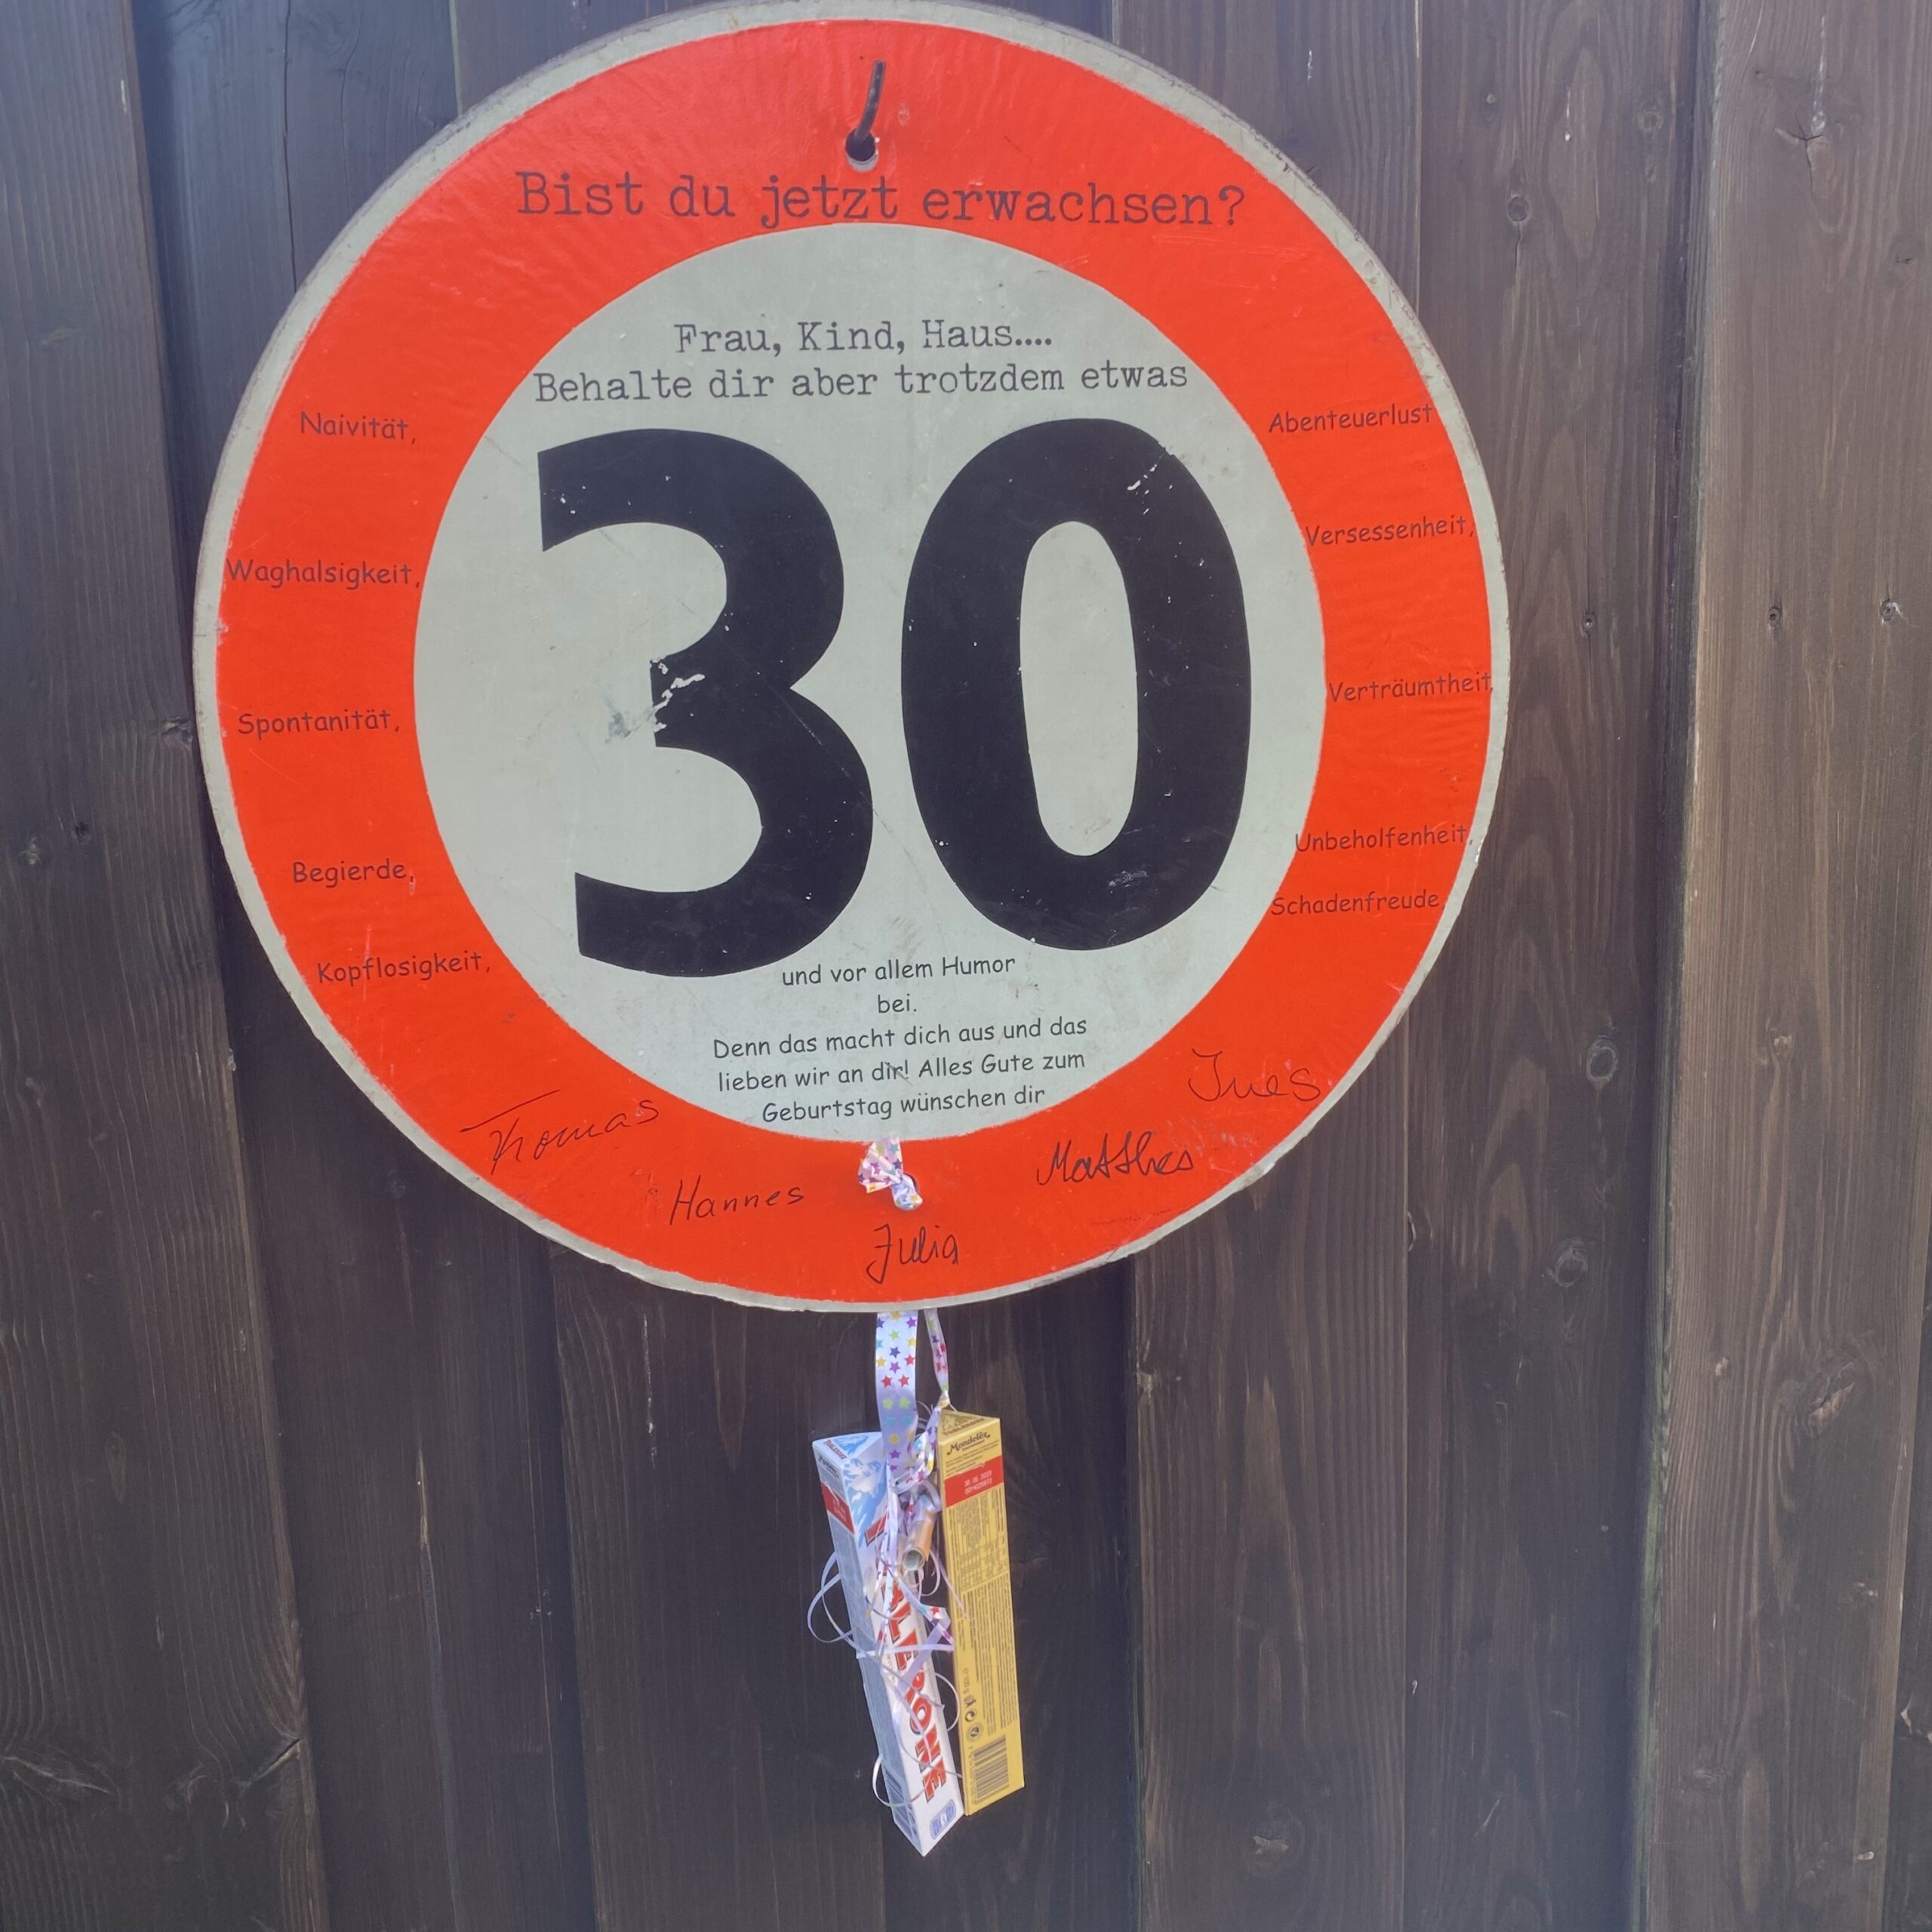 Bist du jetzt erwachsen?
Frau, Kind, Haus....
Behalte dir aber trotzdem etwas
Naivität,
Waghalsigkeit,
Spontanität,
Begierde,
Kopflosigkeit,
30
Abenteuerlust
Versessenheit,
Verträumtheit,
Unbeholfenheit,
Schadenfreude,
und vor allem Humor
bei.
Denn das macht dich aus und das
lieben wir an dir! Alles Gute zum
Geburtstag wünschen dir
Thomas
Hannes
Julia
Matthes
Ines
TOBLERONE